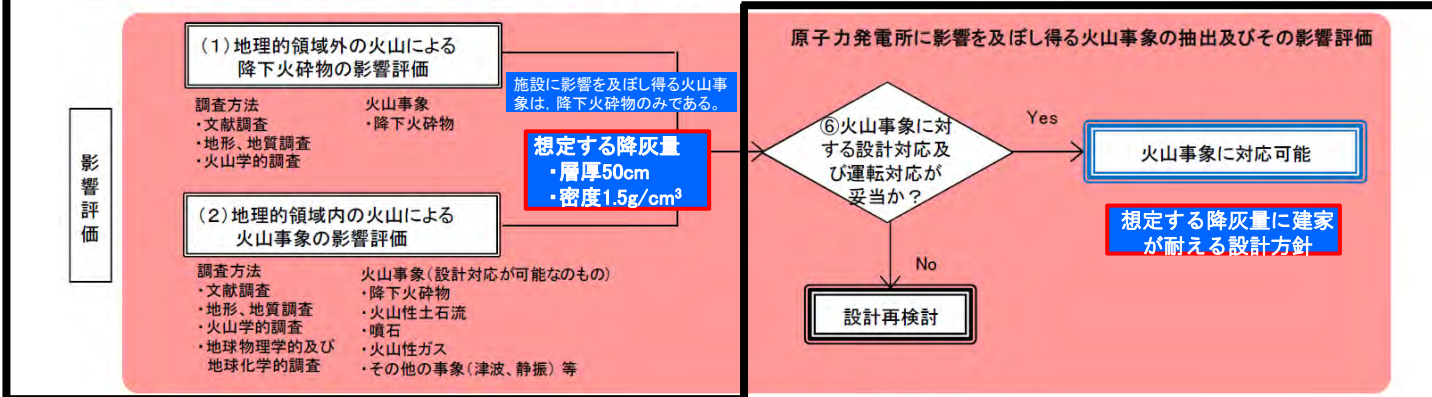 影響評価
(1)地理的領域外の火山による
降下火砕物の影響評価
調査方法
・文献調査
・地形、地質調査
・火山学的調査
火山事象
・降下火砕物
施設に影響を及ぼし得る火山事
象は，降下火砕物のみである。
想定する降灰量
・層厚50cm
・密度1.5g/cm³
(2)地理的領域内の火山による
火山事象の影響評価
調査方法
・文献調査
・地形、地質調査
・火山学的調査
・地球物理学的及び
地球化学的調査
火山事象(設計対応が可能なのもの)
・降下火砕物
・火山性土石流
・噴石
・火山性ガス
・その他の事象(津波、静振) 等
原子力発電所に影響を及ぼし得る火山事象の抽出及びその影響評価
⑥火山事象に対
する設計対応及
び運転対応が
妥当か？
Yes
火山事象に対応可能
想定する降灰量に建家
が耐える設計方針
No
設計再検討